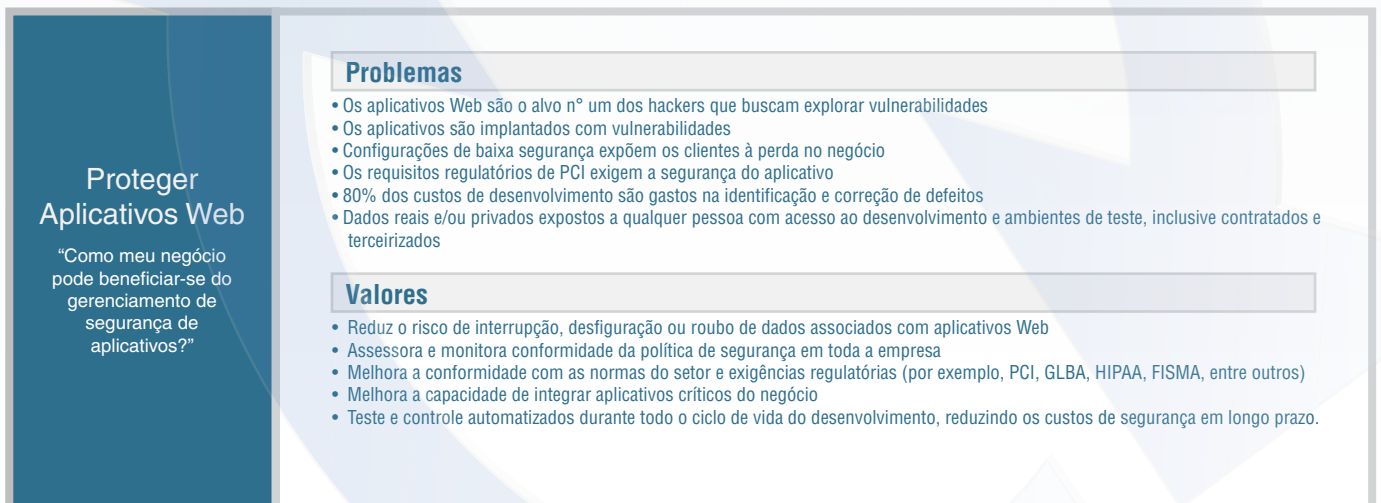 Proteger
Aplicativos Web
“Como meu negócio
pode beneficiar-se do
gerenciamento de
segurança de
aplicativos?”
Problemas
• Os aplicativos Web são o alvo n° um dos hackers que buscam explorar vulnerabilidades
• Os aplicativos são implantados com vulnerabilidades
• Configurações de baixa segurança expõem os clientes à perda no negócio
• Os requisitos regulatórios de PCI exigem a segurança do aplicativo
• 80% dos custos de desenvolvimento são gastos na identificação e correção de defeitos
• Dados reais e/ou privados expostos a qualquer pessoa com acesso ao desenvolvimento e ambientes de teste, inclusive contratados e
terceirizados
Valores
• Reduz o risco de interrupção, desfiguração ou roubo de dados associados com aplicativos Web
• Assessora e monitora conformidade da política de segurança em toda a empresa
• Melhora a conformidade com as normas do setor e exigências regulatórias (por exemplo, PCI, GLBA, HIPAA, FISMA, entre outros)
• Melhora a capacidade de integrar aplicativos críticos do negócio
• Teste e controle automatizados durante todo o ciclo de vida do desenvolvimento, reduzindo os custos de segurança em longo prazo.